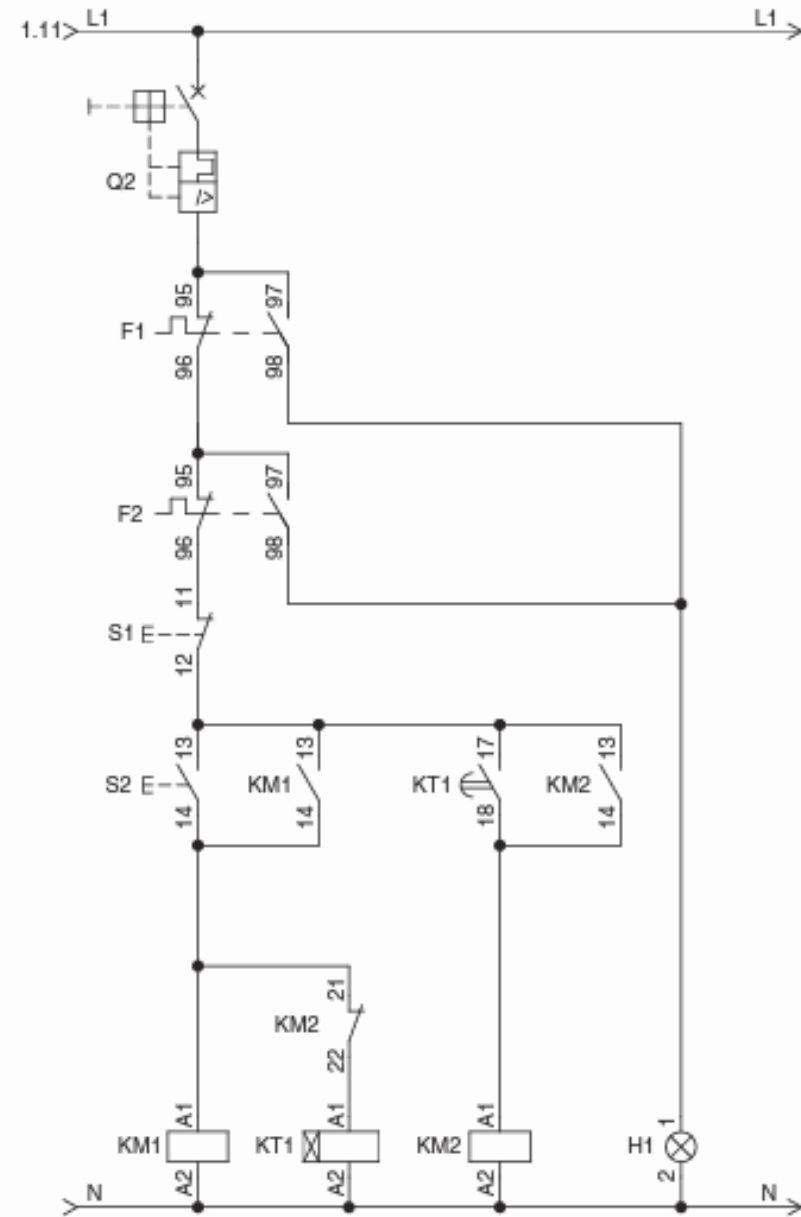 1.11 L1 L1
Q2 I>
95 97
F1
96 98
95 97
F2
96 98
11
S1
12
13 13 17 13
S2 KM1 KT1 KM2
14 14 18 14
21
KM2
22
A1 A1 A1 1
KM1 KT1 KM2 H1
A2 A2 A2 2
N N